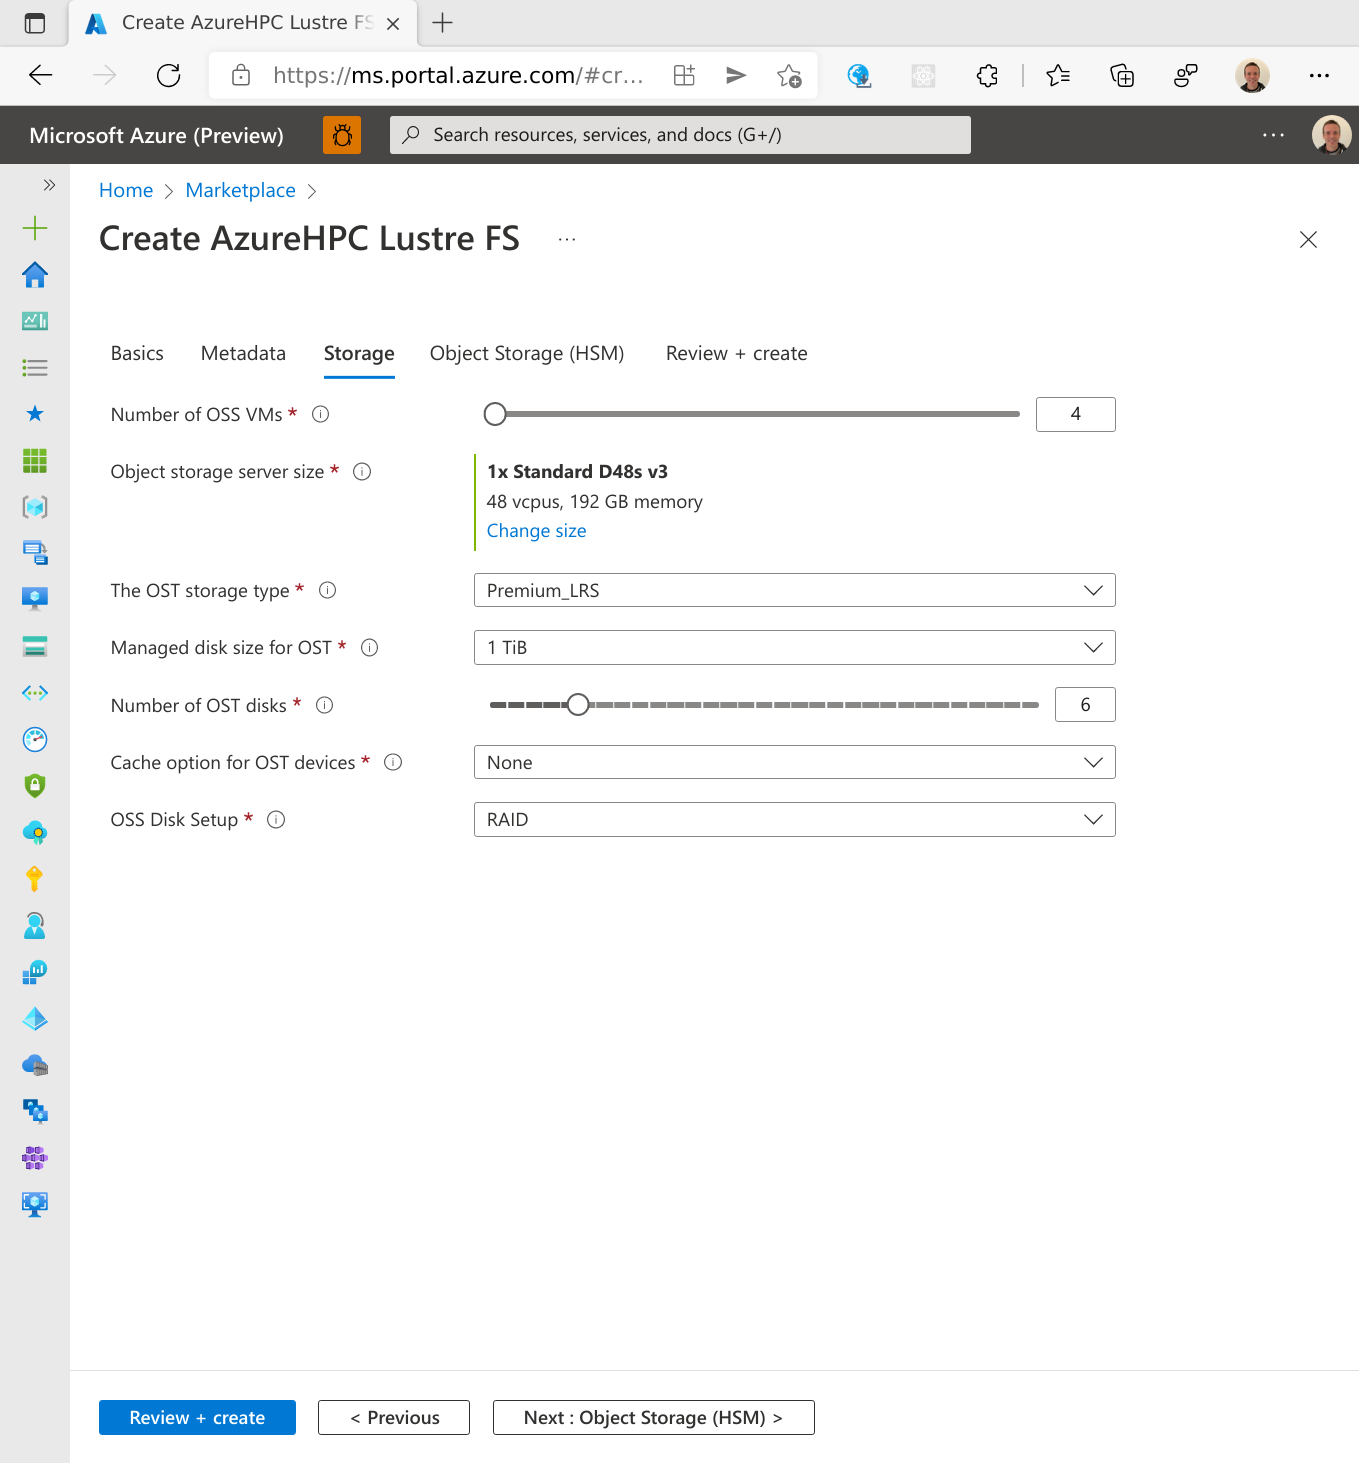 Create AzureHPC Lustre FS
https://ms.portal.azure.com/#cr...
Microsoft Azure (Preview)
Search resources, services, and docs (G+/)
Home > Marketplace >
Create AzureHPC Lustre FS ...
Basics Metadata Storage Object Storage (HSM) Review + create
Number of OSS VMs * 4
Object storage server size * 1x Standard D48s v3
48 vcpus, 192 GB memory
Change size
The OST storage type * Premium_LRS
Managed disk size for OST * 1 TiB
Number of OST disks * 6
Cache option for OST devices * None
OSS Disk Setup * RAID
Review + create < Previous Next : Object Storage (HSM) >